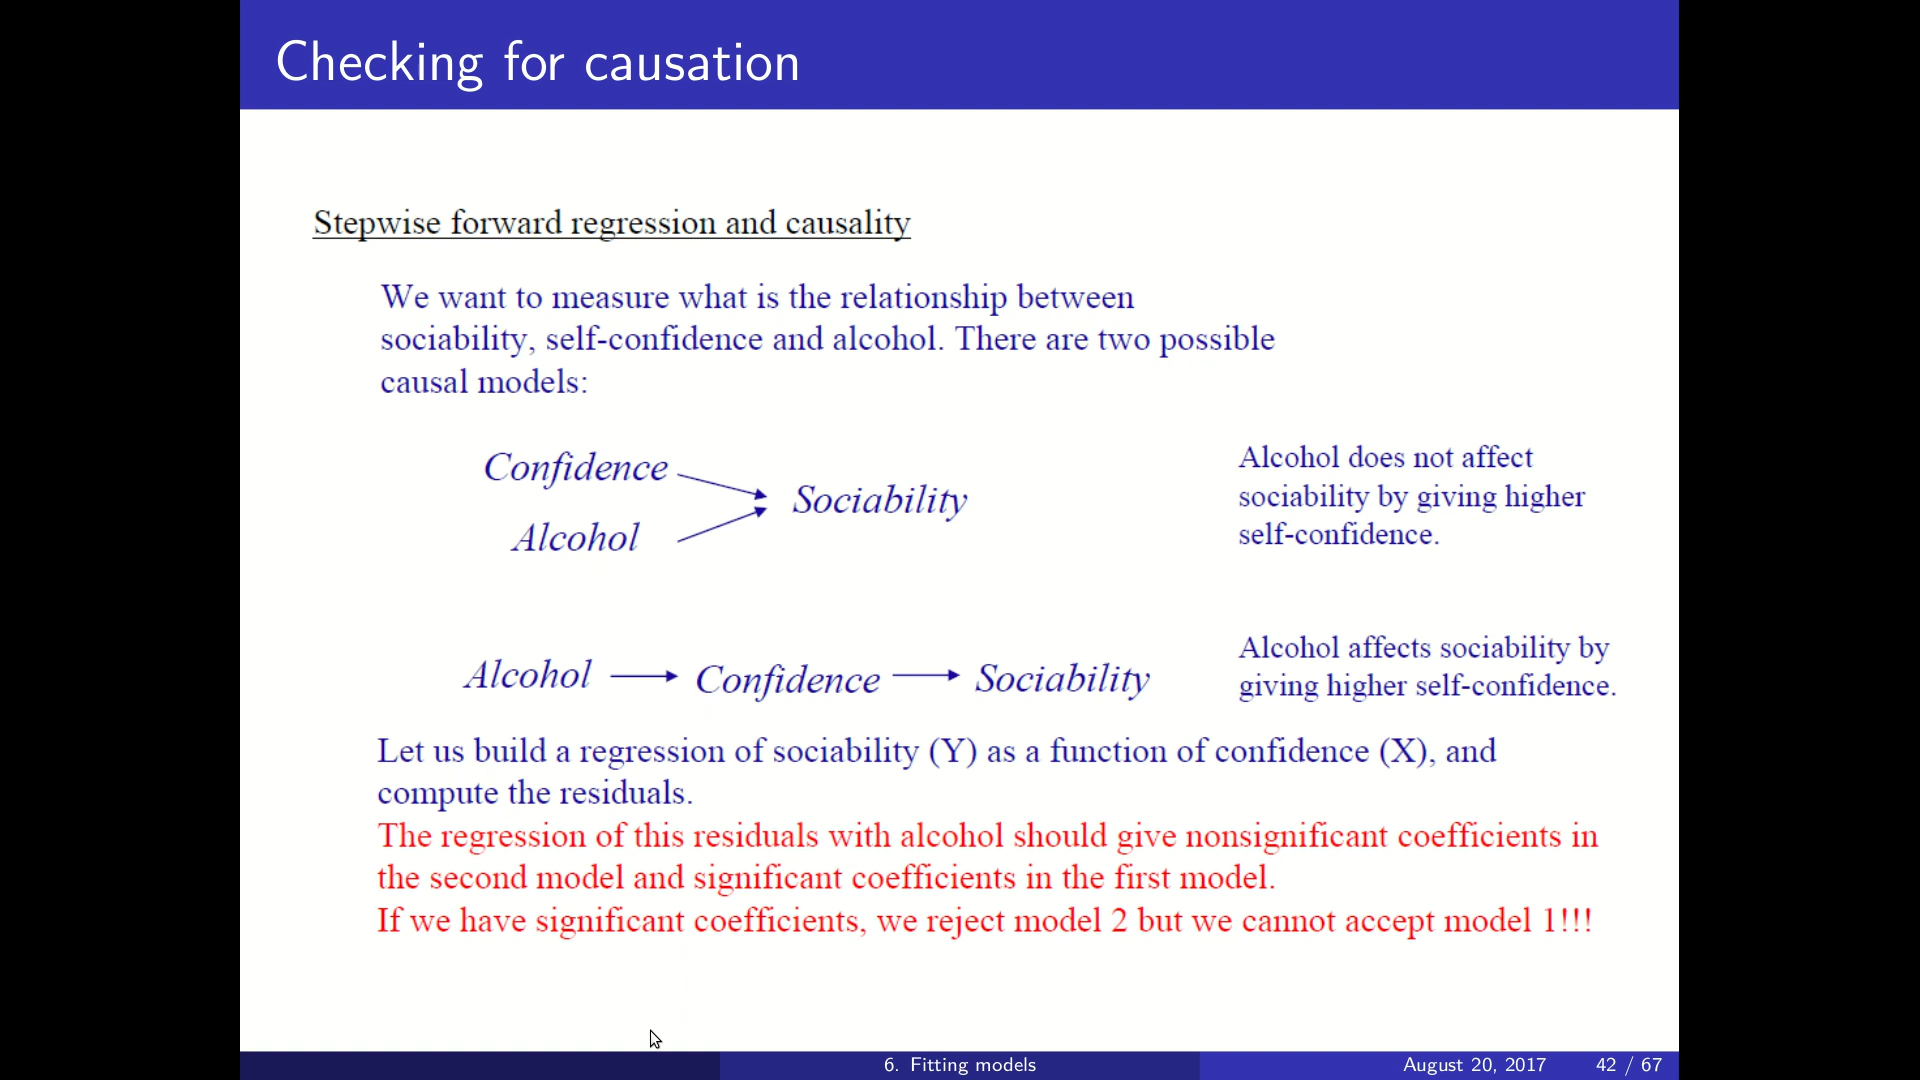 Checking for causation
Stepwise forward regression and causality
We want to measure what is the relationship between
sociability, self-confidence and alcohol. There are two possible
causal models:
Confidence
Alcohol
Sociability
Alcohol does not affect
sociability by giving higher
self-confidence.
Alcohol
Confidence
Sociability
Alcohol affects sociability by
giving higher self-confidence.
Let us build a regression of sociability (Y) as a function of confidence (X), and
compute the residuals.
The regression of this residuals with alcohol should give nonsignificant coefficients in
the second model and significant coefficients in the first model.
If we have significant coefficients, we reject model 2 but we cannot accept model 1!!!
6. Fitting models
August 20, 2017
42 / 67